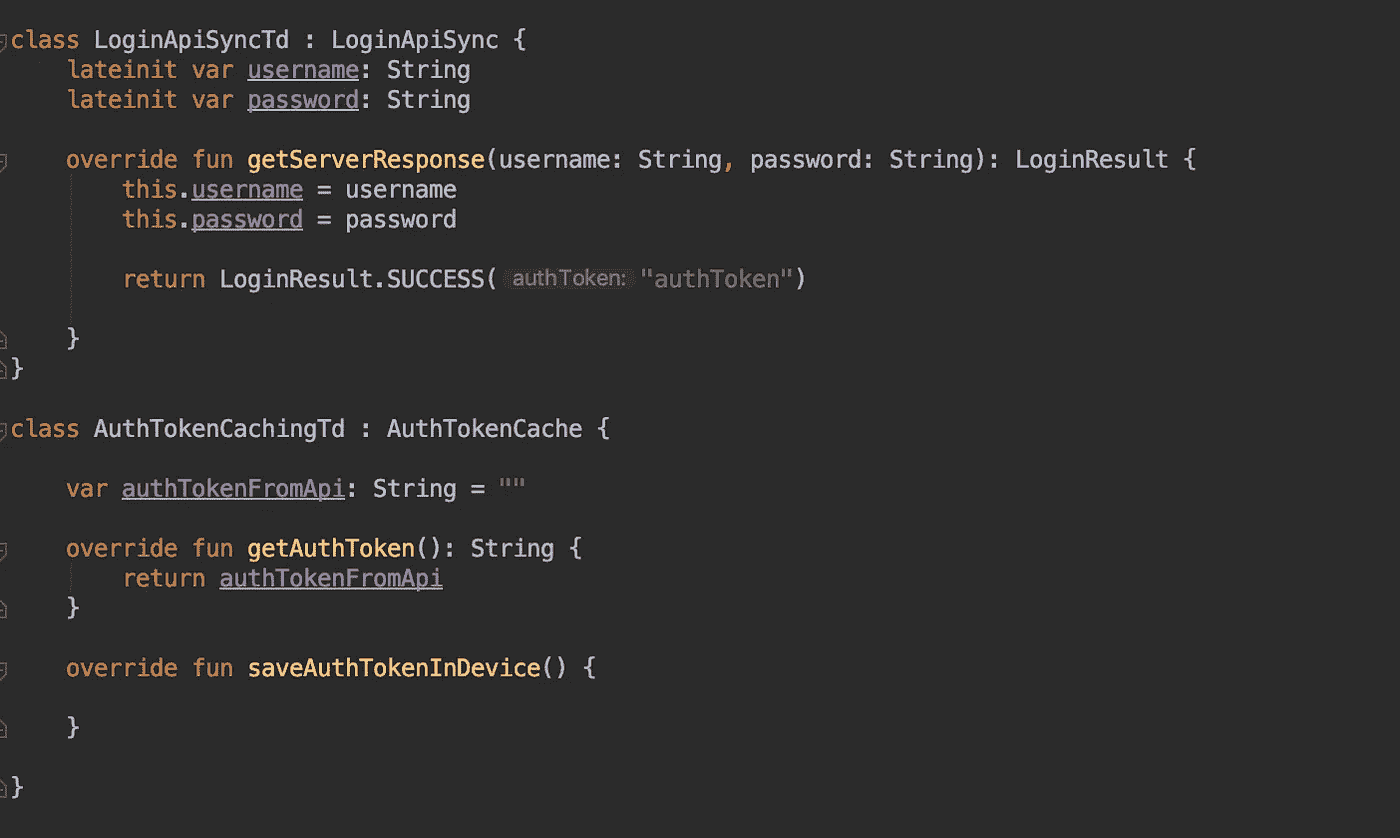 class LoginApiSyncTd : LoginApiSync {
    lateinit var username: String
    lateinit var password: String
    override fun getServerResponse(username: String, password: String): LoginResult {
        this.username = username
        this.password = password
        return LoginResult.SUCCESS( authToken: "authToken")
    }
}
class AuthTokenCachingTd : AuthTokenCache {
    var authTokenFromApi: String = ""
    override fun getAuthToken(): String {
        return authTokenFromApi
    }
    override fun saveAuthTokenInDevice() {
    }
}